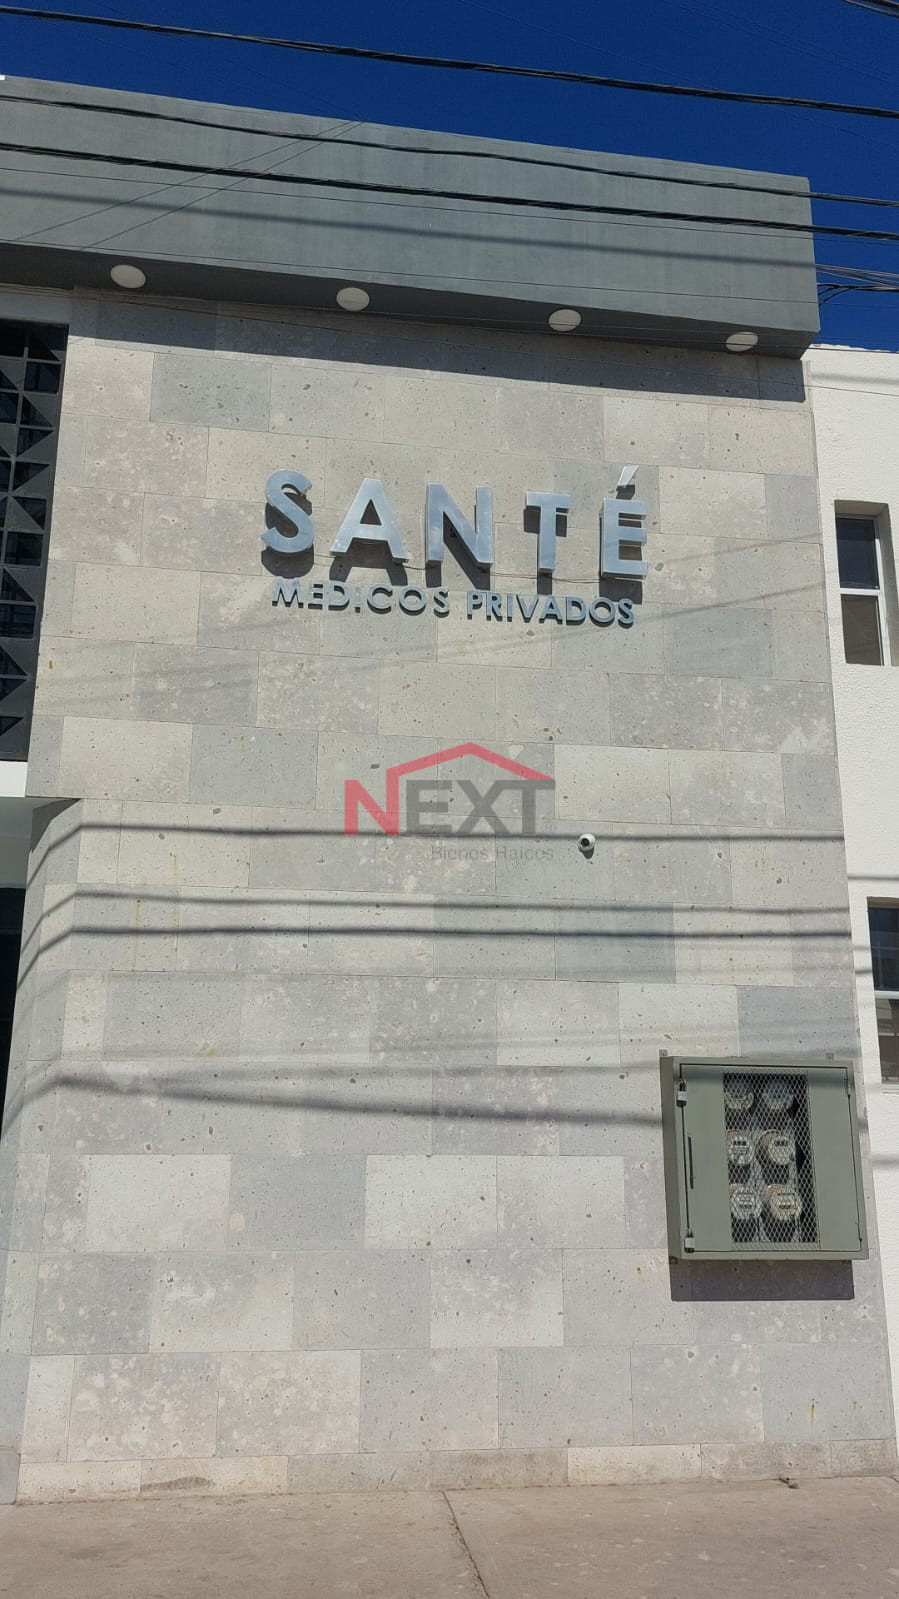 SANTÉ
MEDICOS PRIVADOS
NEXT
Bienes Raíces